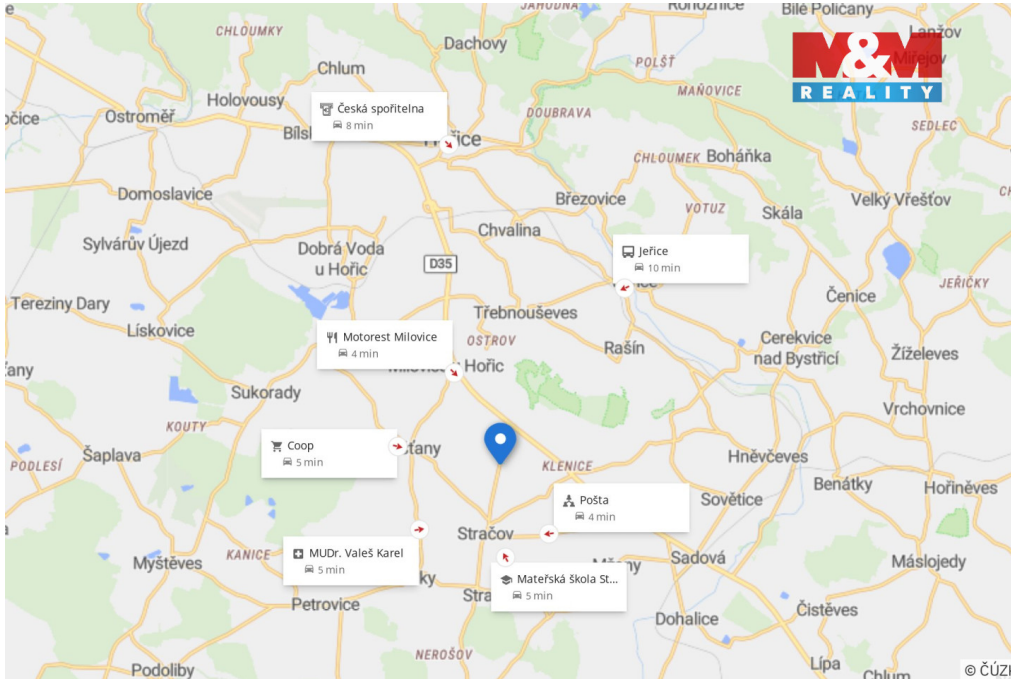 JAHODNÁ
Bílé Poličany
CHLOUMKY
Lanžov
Dachovy
M&M
REALITY
Miřejov
Chlum
POLŠŤ
Holovousy
Česká spořitelna
8 min
MAŇOVICE
Ostroměř
DOUBRAVA
SEDLEC
CHLOUMEK
Boháňka
Domoslavice
Březovice
VOTUZ
Skála
Velký Vřešťov
Chvalina
Sylvárův Újezd
Dobrá Voda
u Hořic
D35
Jeřice
10 min
JEŘIČKY
Čenice
Tereziny Dary
Třebnouševes
Lískovice
Motorest Milovice
4 min
OSTROV
Rašín
Cerekvice
nad Bystřicí
Žíželeves
Hořic
Sukorady
Vrchovnice
KOUTY
Coop
5 min
Šaplava
PODLESÍ
KLENICE
Hněvčeves
Benátky
Hořiněves
Pošta
4 min
Sovětice
Stračov
MUDr. Valeš Karel
5 min
KANICE
Myštěves
Sadová
Máslojedy
Mateřská škola St...
5 min
Petrovice
Dohalice
Čistěves
NEROŠOV
Podoliby
Lípa
Chlum